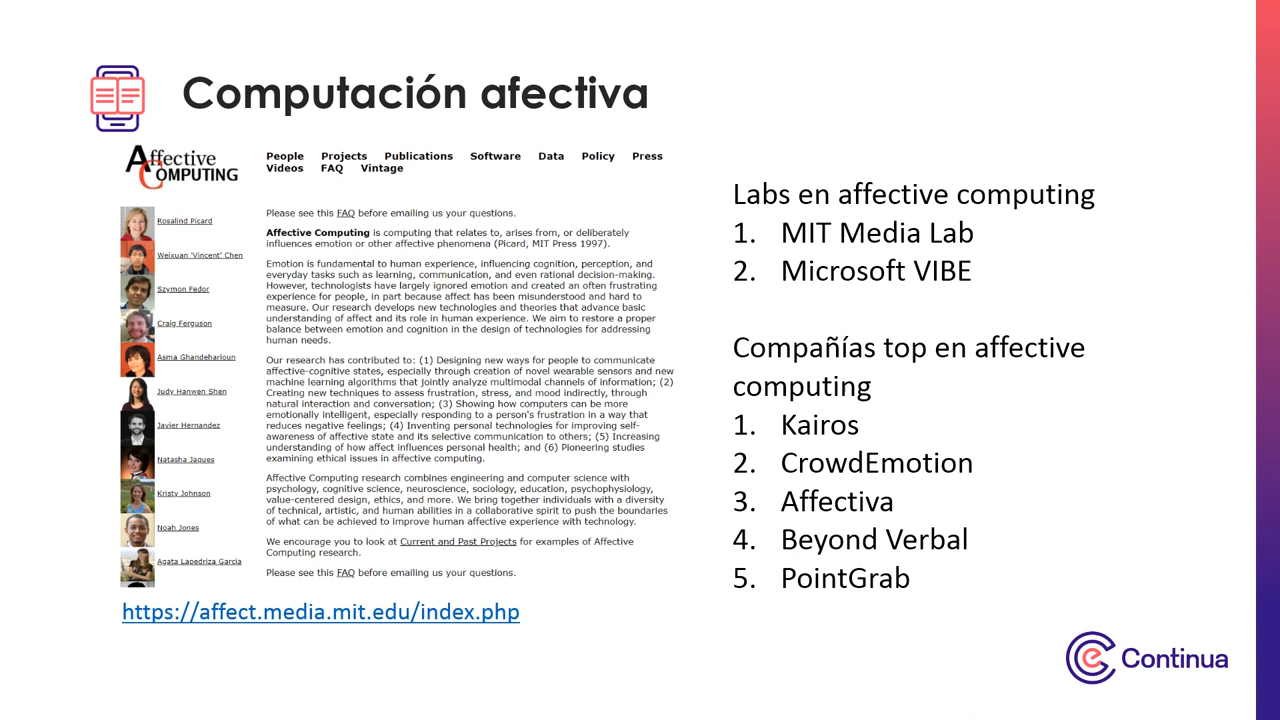 Computación afectiva
Affective
COMPUTING
People Projects Publications Software Data Policy Press
Videos FAQ Vintage
Rosalind Picard
Weixuan 'Vincent' Chen
Szymon Fedor
Craig Ferguson
Asma Ghandeharioun
Judy Hanwen Shen
Javier Hernandez
Natasha Jaques
Kristy Johnson
Noah Jones
Agata Lapedriza Garcia
Please see this FAQ before emailing us your questions.
Affective Computing is computing that relates to, arises from, or deliberately
influences emotion or other affective phenomena (Picard, MIT Press 1997).
Emotion is fundamental to human experience, influencing cognition, perception, and
everyday tasks such as learning, communication, and even rational decision-making.
However, technologists have largely ignored emotion and created an often frustrating
experience for people, in part because affect has been misunderstood and hard to
measure. Our research develops new technologies and theories that advance basic
understanding of affect and its role in human experience. We aim to restore a proper
balance between emotion and cognition in the design of technologies for addressing
human needs.
Our research has contributed to: (1) Designing new ways for people to communicate
affective-cognitive states, especially through creation of novel wearable sensors and new
machine learning algorithms that jointly analyze multimodal channels of information; (2)
Creating new techniques to assess frustration, stress, and mood indirectly, through
natural interaction and conversation; (3) Showing how computers can be more
emotionally intelligent, especially responding to a person's frustration in a way that
reduces negative feelings; (4) Inventing personal technologies for improving self-
awareness of affective state and its selective communication to others; (5) Increasing
understanding of how affect influences personal health; and (6) Pioneering studies
examining ethical issues in affective computing.
Affective Computing research combines engineering and computer science with
psychology, cognitive science, neuroscience, sociology, education, psychophysiology,
value-centered design, ethics, and more. We bring together individuals with a diversity
of technical, artistic, and human abilities in a collaborative spirit to push the boundaries
of what can be achieved to improve human affective experience with technology.
We encourage you to look at Current and Past Projects for examples of Affective
Computing research.
Please see this FAQ before emailing us your questions.
https://affect.media.mit.edu/index.php
Labs en affective computing
1. MIT Media Lab
2. Microsoft VIBE
Compañías top en affective
computing
1. Kairos
2. CrowdEmotion
3. Affectiva
4. Beyond Verbal
5. PointGrab
e Continua